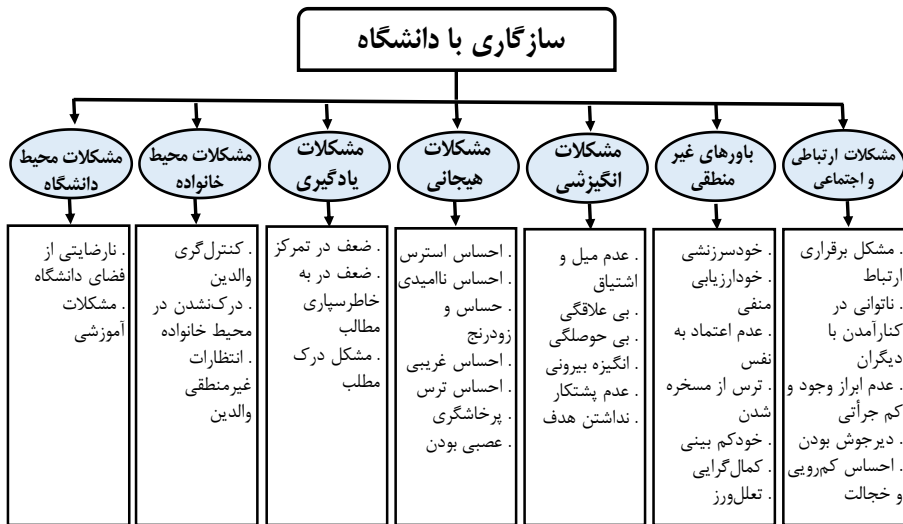 سازگاری با دانشگاه
مشکلات ارتباطی
و اجتماعی
باورهای غیر
منطقی
مشکلات
انگیزشی
مشکلات
هیجانی
مشکلات
یادگیری
مشکلات محیط
خانواده
مشکلات محیط
دانشگاه
. مشکل برقراری
ارتباط
. ناتوانی در
کنارآمدن با
دیگران
. عدم ابراز وجود و
کم جرأتی
. دیرجوش بودن
. احساس کم‌رویی
و خجالت
خودسرزنشی
خودارزیابی
منفی
. عدم اعتماد به
نفس
. ترس از مسخره
شدن
. خودکم بینی
. کمال‌گرایی
. تعلل‌ورز
. عدم میل و
اشتیاق
. بی علاقگی
. بی حوصلگی
. انگیزه بیرونی
. عدم پشتکار
. نداشتن هدف
. احساس استرس
. احساس ناامیدی
. حساس و
زودرنج
. احساس غریبی
. احساس ترس
. پرخاشگری
. عصبی بودن
. ضعف در تمرکز
. ضعف در به
خاطرسپاری
مطالب
. مشکل درک
مطلب
. کنترل‌گری
والدین
. درک‌نشدن در
محیط خانواده
. انتظارات
غیرمنطقی
والدین
. نارضایتی از
فضای دانشگاه
. مشکلات
آموزشی